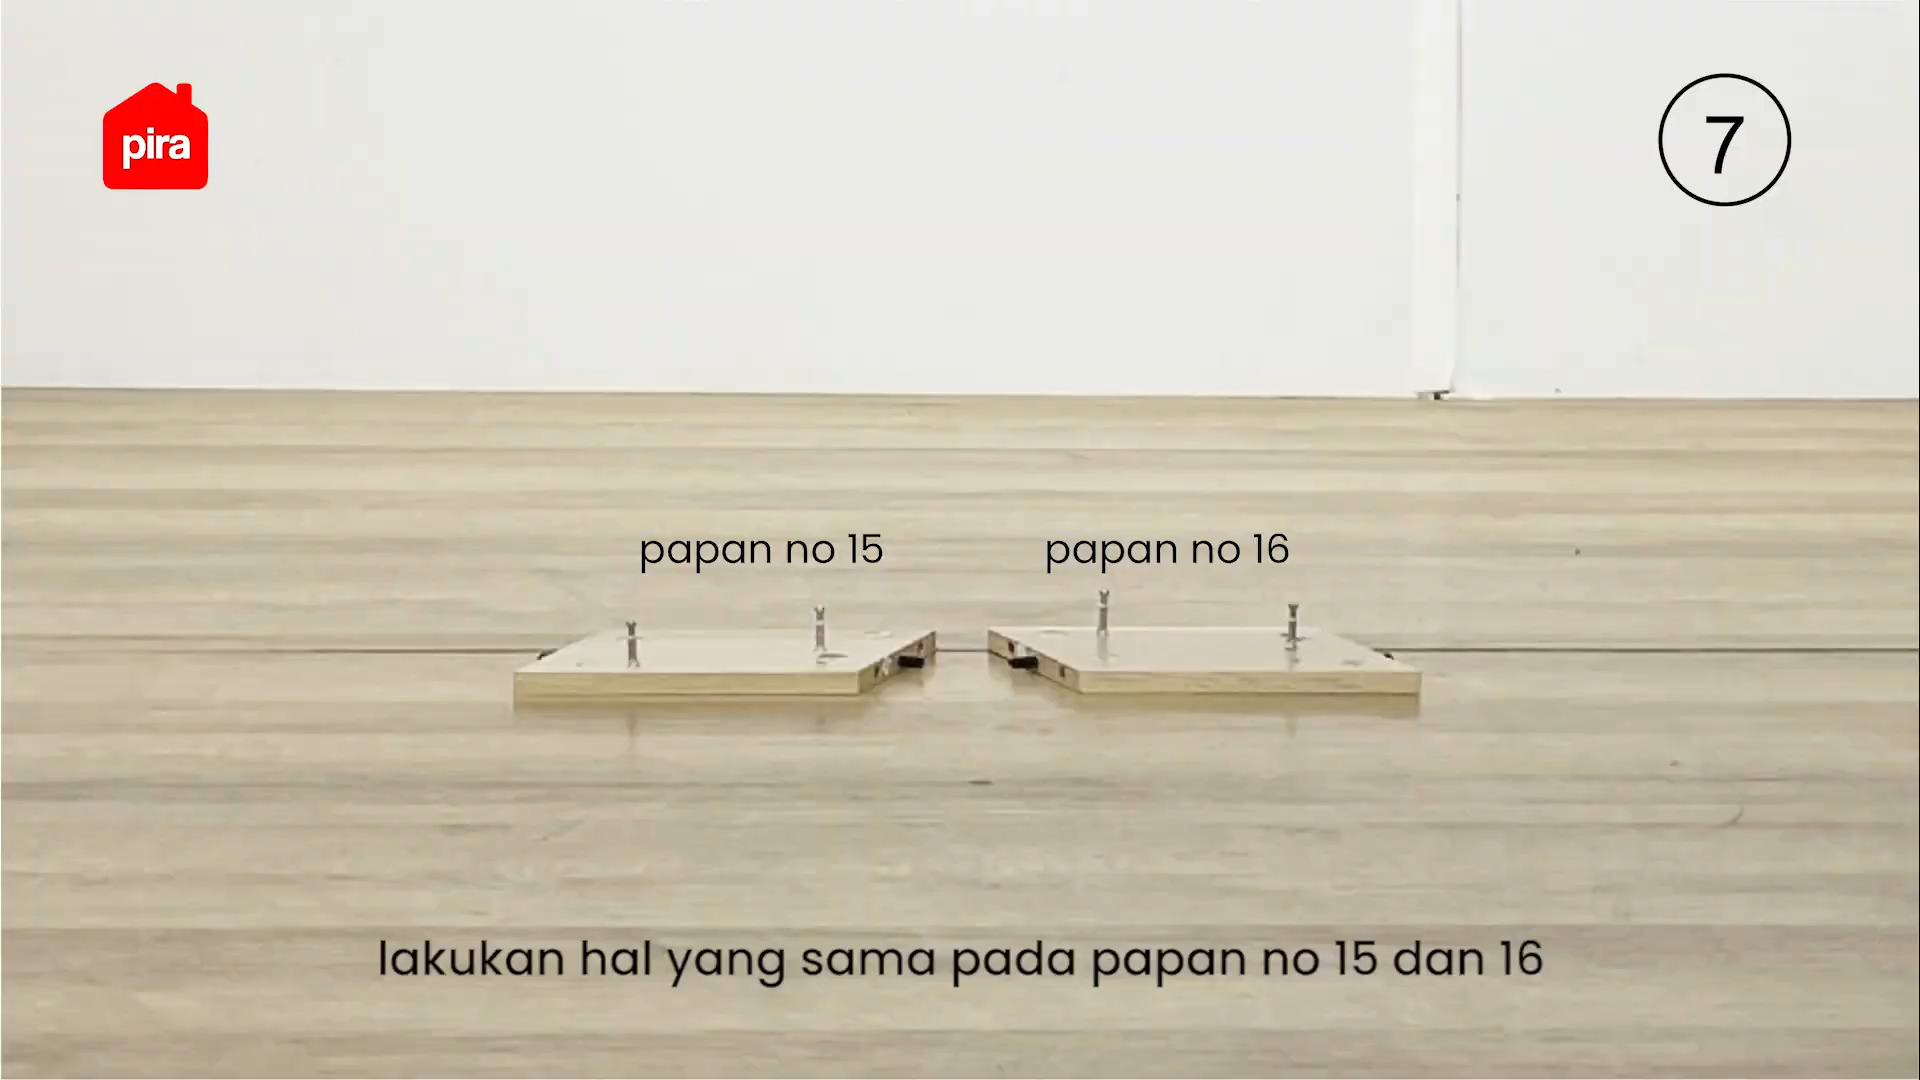 pira
7
papan no 15
papan no 16
lakukan hal yang sama pada papan no 15 dan 16